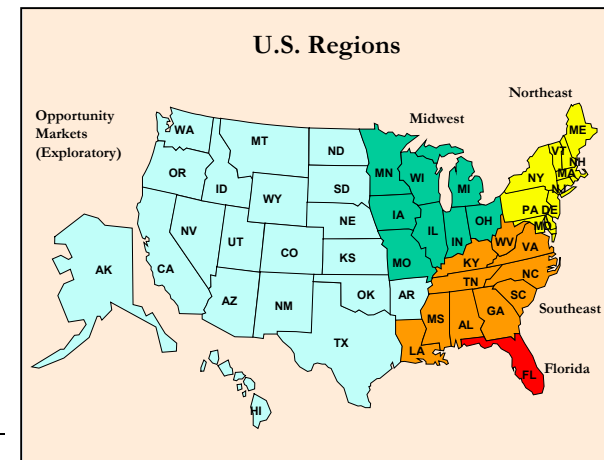 U.S. Regions
Northeast
Opportunity
Markets
(Exploratory)
Midwest
WA
MT
ND
MN
WI
MI
ME
VT
NH
NY
MA
OR
ID
SD
WY
IA
NJ
PA
DE
MD
NE
NV
UT
IL
IN
OH
WV
VA
CO
KS
MO
KY
NC
AK
CA
TN
AZ
NM
OK
AR
SC
Southeast
MS
AL
GA
TX
LA
FL
Florida
HI